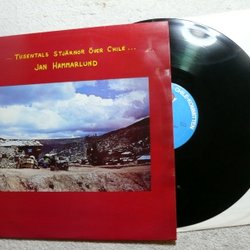 ... TUSENTALS STJÄRNOR ÖVER CHILE ...
JAN HAMMARLUND